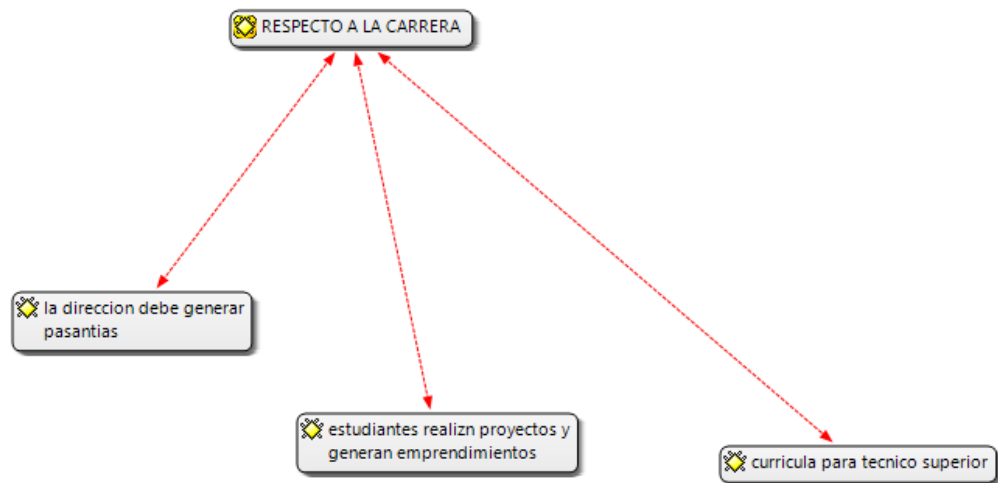 RESPECTO A LA CARRERA
la direccion debe generar
pasantias
estudiantes realizn proyectos y
generan emprendimientos
curricula para tecnico superior